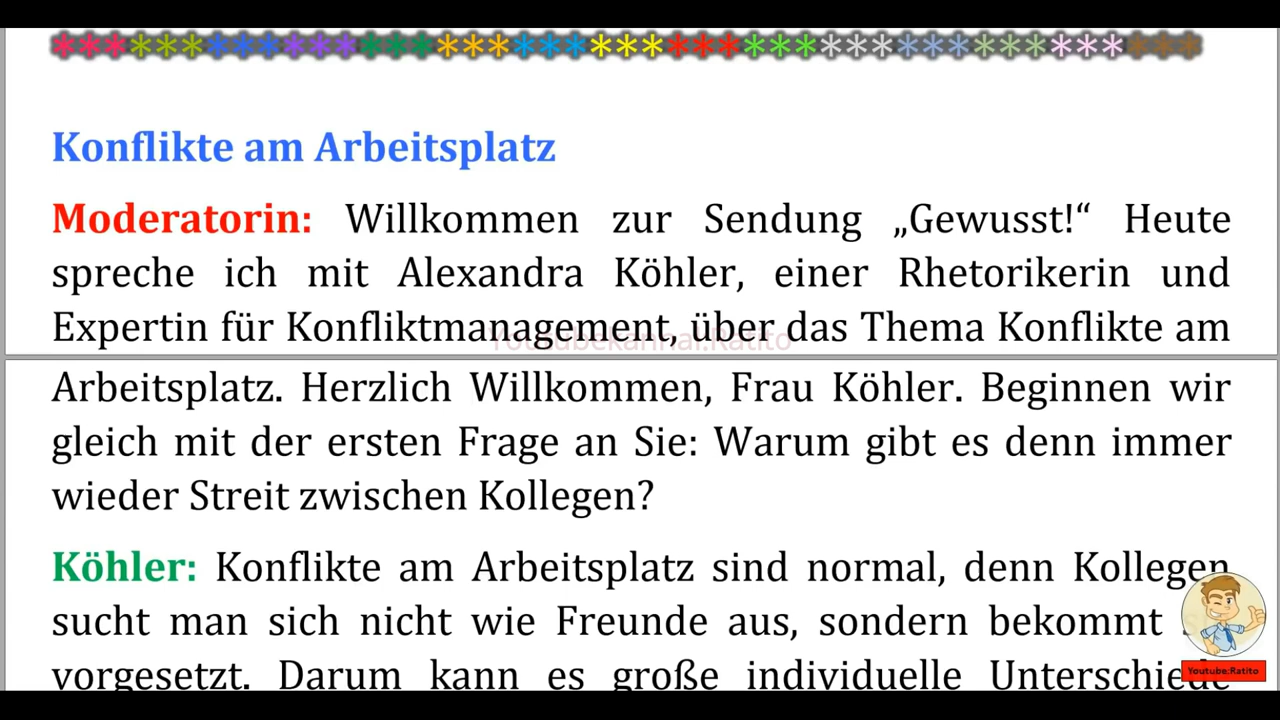 ******************************************
Konflikte am Arbeitsplatz
Moderatorin: Willkommen zur Sendung „Gewusst!“ Heute
spreche ich mit Alexandra Köhler, einer Rhetorikerin und
Expertin für Konfliktmanagement, über das Thema Konflikte am
Youtubekannal:Ratito
Arbeitsplatz. Herzlich Willkommen, Frau Köhler. Beginnen wir
gleich mit der ersten Frage an Sie: Warum gibt es denn immer
wieder Streit zwischen Kollegen?
Köhler: Konflikte am Arbeitsplatz sind normal, denn Kollegen
sucht man sich nicht wie Freunde aus, sondern bekommt
vorgesetzt. Darum kann es große individuelle Unterschiede
Youtube:Ratito